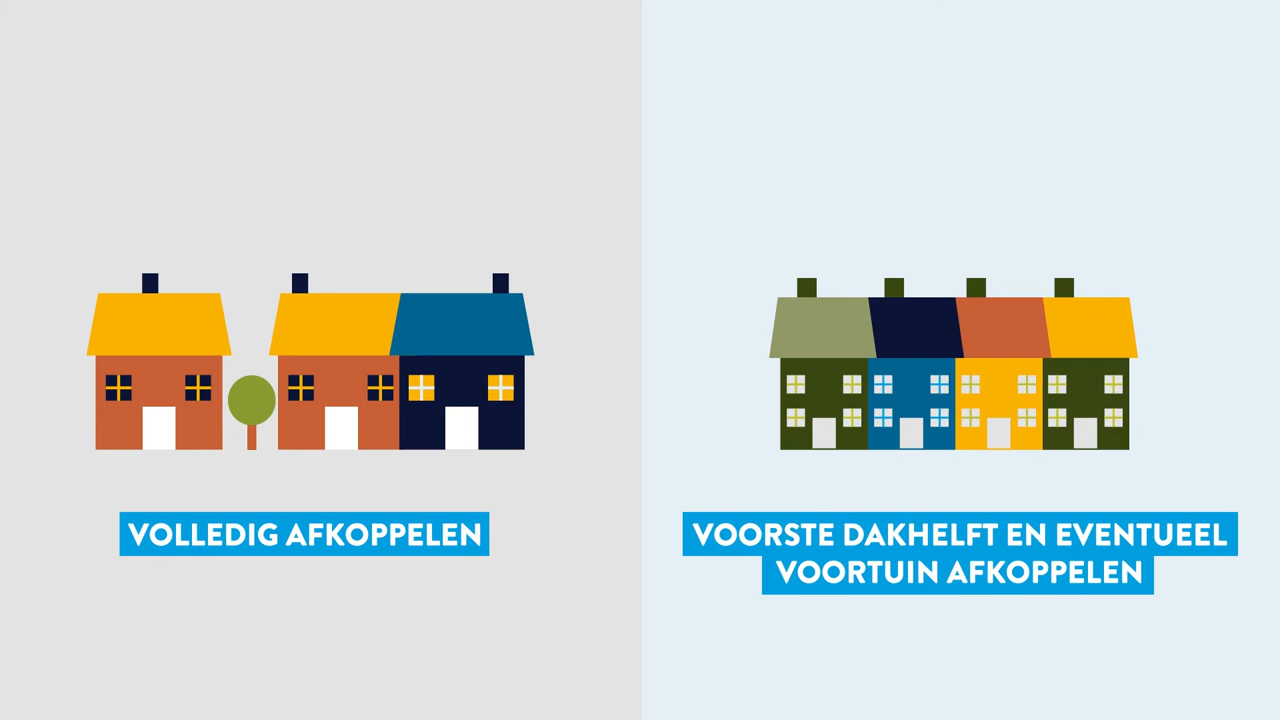 VOLLEDIG AFKOPPELEN
VOORSTE DAKHELFT EN EVENTUEEL
VOORTUIN AFKOPPELEN